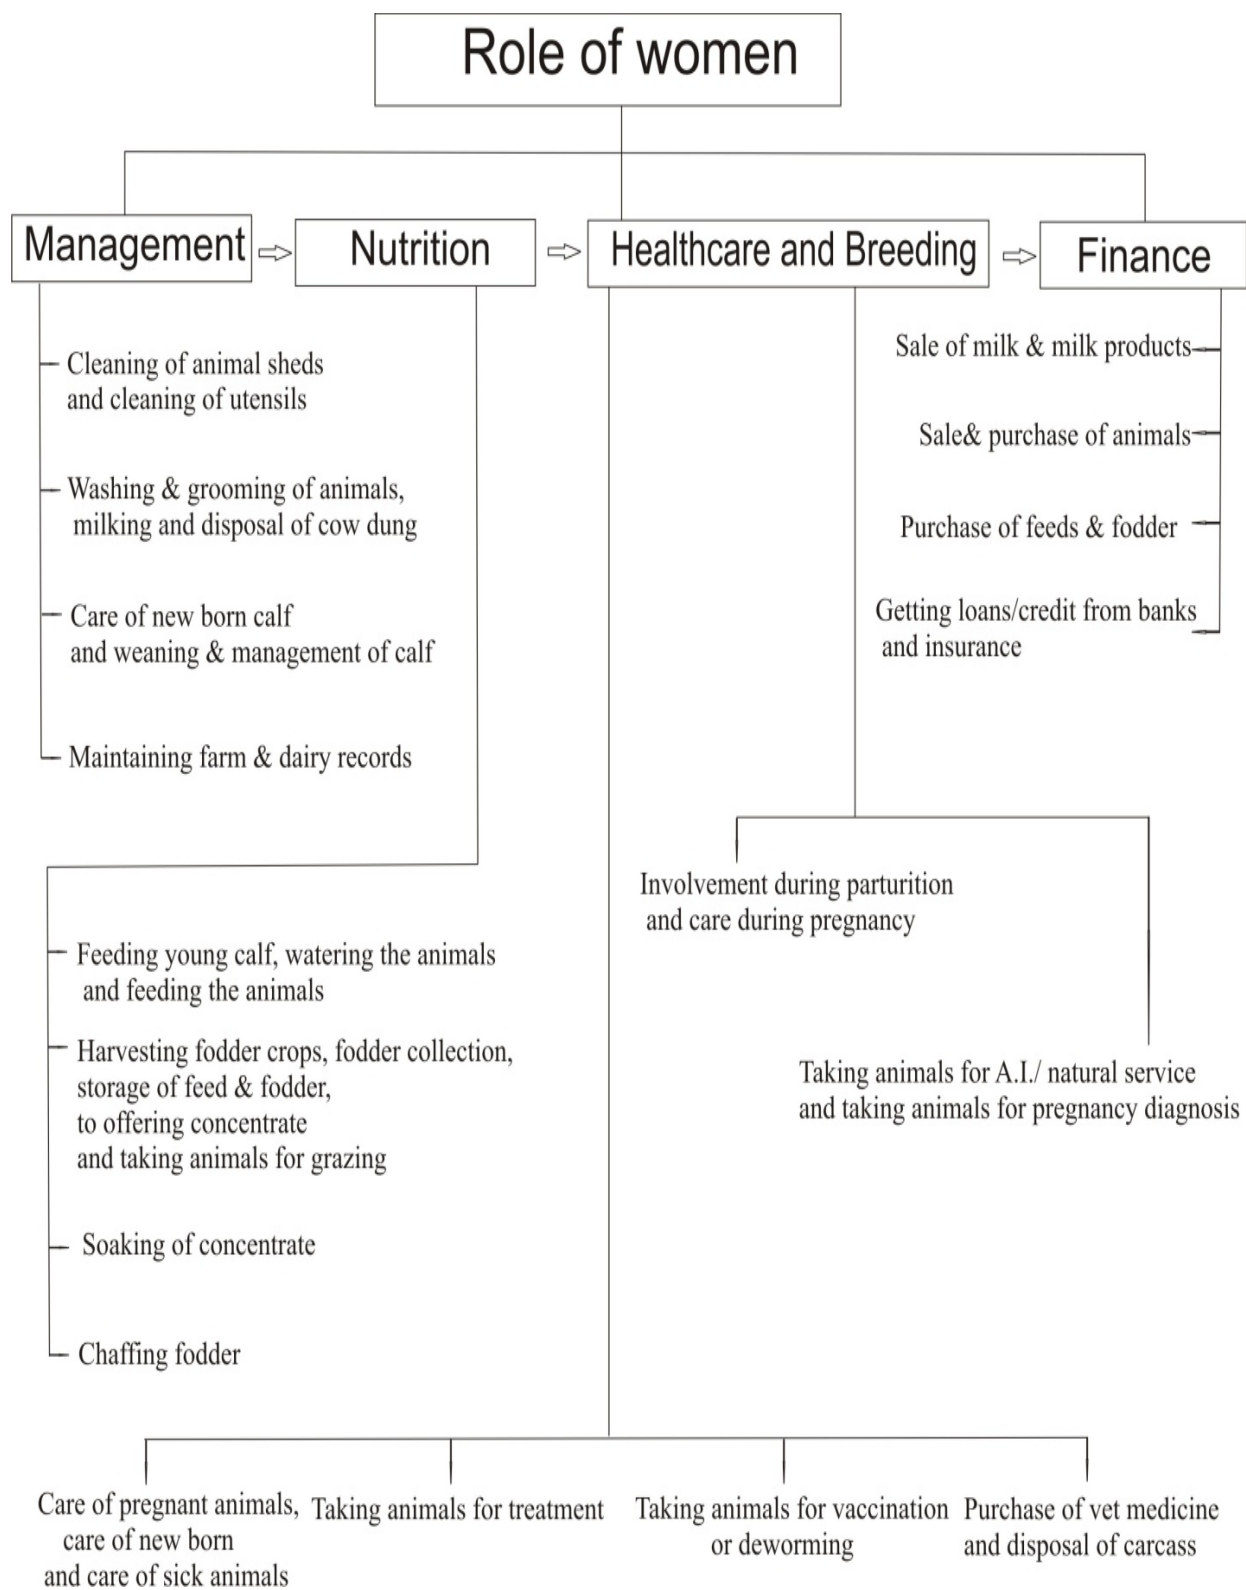 Role of women
Management
Nutrition
Healthcare and Breeding
Finance
Cleaning of animal sheds
and cleaning of utensils
Washing & grooming of animals,
milking and disposal of cow dung
Care of new born calf
and weaning & management of calf
Maintaining farm & dairy records
Sale of milk & milk products
Sale& purchase of animals
Purchase of feeds & fodder
Getting loans/credit from banks
and insurance
Feeding young calf, watering the animals
and feeding the animals
Harvesting fodder crops, fodder collection,
storage of feed & fodder,
to offering concentrate
and taking animals for grazing
Soaking of concentrate
Chaffing fodder
Involvement during parturition
and care during pregnancy
Taking animals for A.I./ natural service
and taking animals for pregnancy diagnosis
Care of pregnant animals,
care of new born
and care of sick animals
Taking animals for treatment
Taking animals for vaccination
or deworming
Purchase of vet medicine
and disposal of carcass